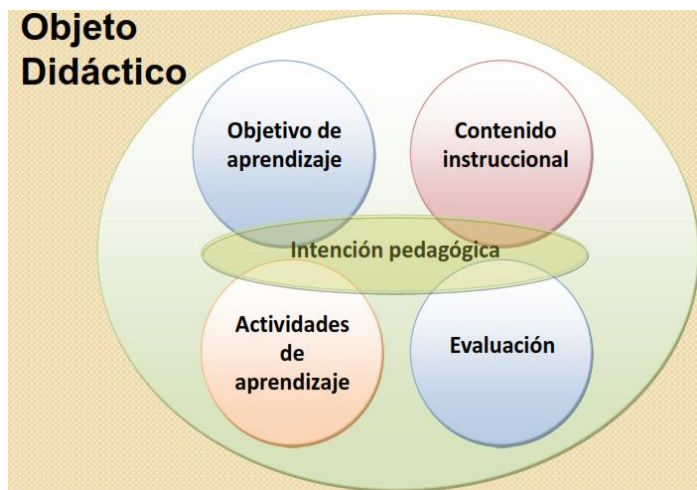 Objeto
Didáctico
Objetivo de
aprendizaje
Contenido
instruccional
Intención pedagógica
Actividades
de
aprendizaje
Evaluación